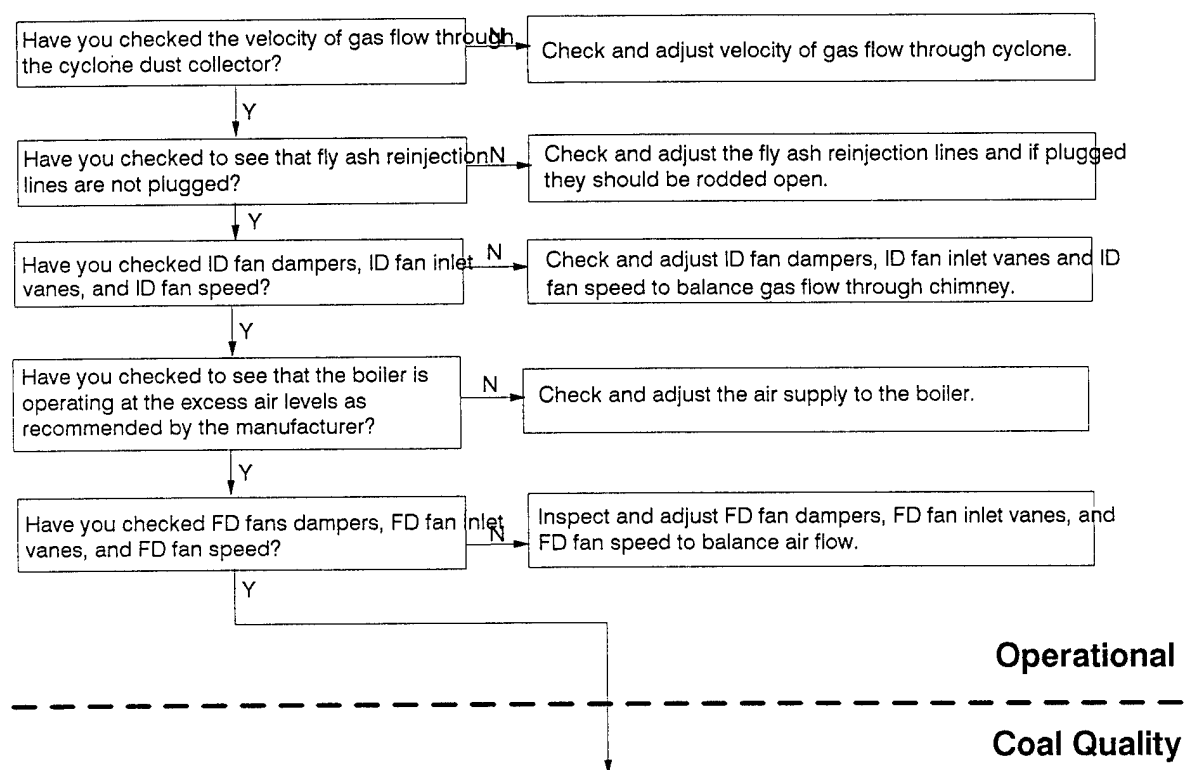 Have you checked the velocity of gas flow through
the cyclone dust collector?
N
Check and adjust velocity of gas flow through cyclone.
Y
Have you checked to see that fly ash reinjection
lines are not plugged?
N
Check and adjust the fly ash reinjection lines and if plugged
they should be rodded open.
Y
Have you checked ID fan dampers, ID fan inlet
vanes, and ID fan speed?
N
Check and adjust ID fan dampers, ID fan inlet vanes and ID
fan speed to balance gas flow through chimney.
Y
Have you checked to see that the boiler is
operating at the excess air levels as
recommended by the manufacturer?
N
Check and adjust the air supply to the boiler.
Y
Have you checked FD fans dampers, FD fan inlet
vanes, and FD fan speed?
N
Inspect and adjust FD fan dampers, FD fan inlet vanes, and
FD fan speed to balance air flow.
Y
Operational
Coal Quality